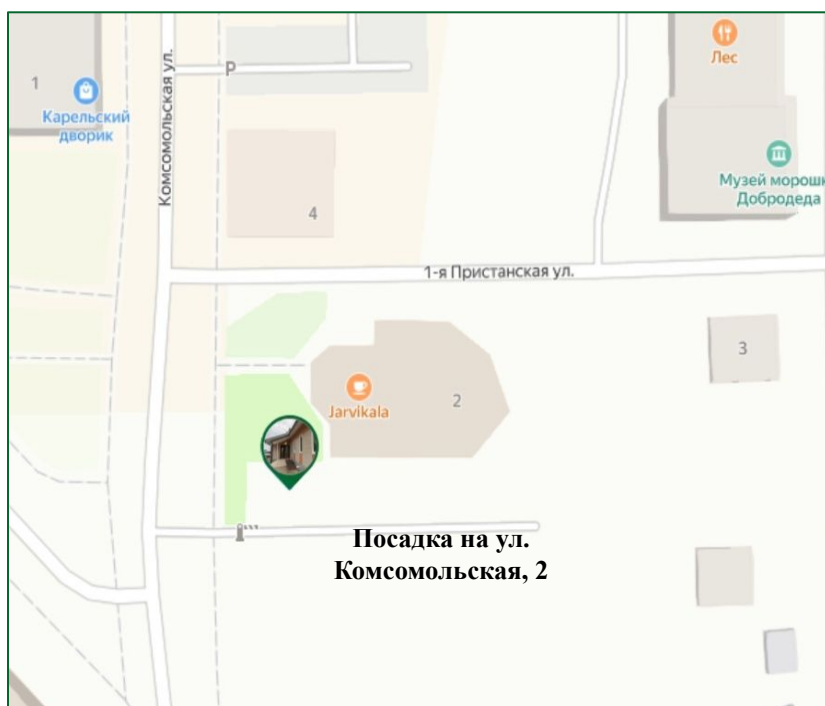 Комсомольская ул.
P
1
Карельский
дворик
4
Лес
Музей морошк
Добродеда
1-я Пристанская ул.
3
Jarvikala
2
Посадка на ул.
Комсомольская, 2